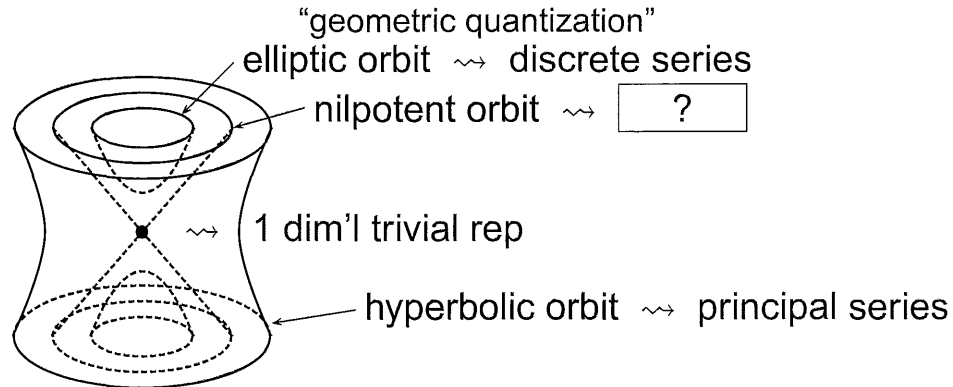 “geometric quantization”
elliptic orbit ⇝ discrete series
nilpotent orbit ⇝ ?
⇝ 1 dim’l trivial rep
hyperbolic orbit ⇝ principal series